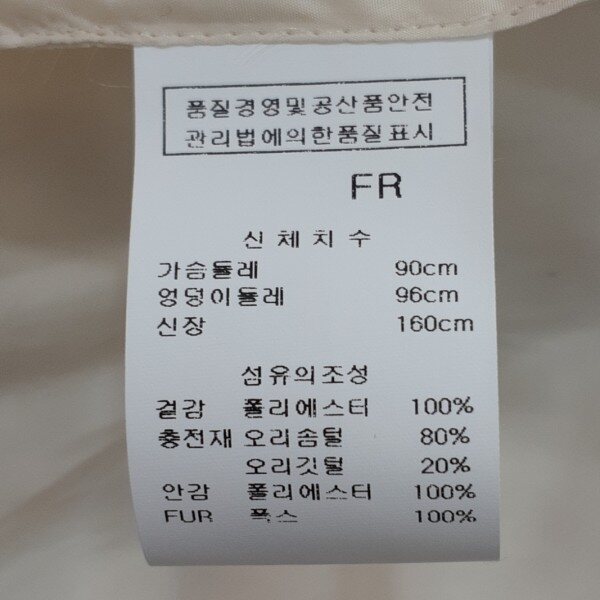 품질경영및공산품안전
관리법에의한품질표시
FR
신체치수
가슴둘레 90cm
엉덩이둘레 96cm
신장 160cm
섬유의조성
겉감 폴리에스터 100%
충전재 오리솜털 80%
오리깃털 20%
안감 폴리에스터 100%
FUR 폭스 100%